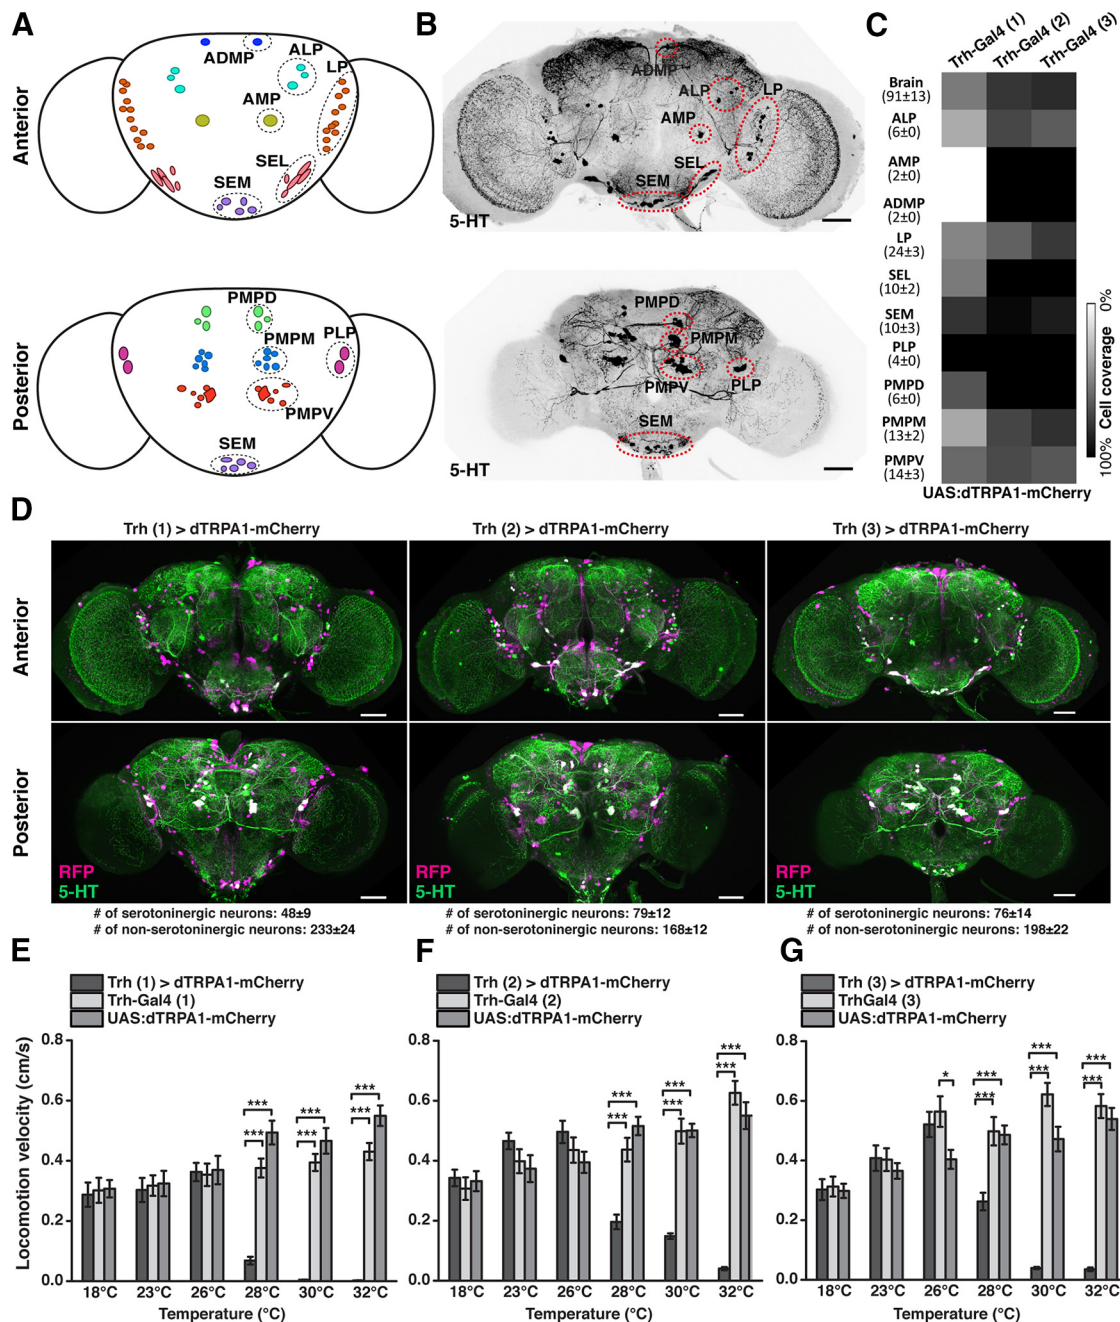 A
Anterior
ADMP
ALP
LP
AMP
SEL
SEM
Posterior
PMPD
PMPM
PLP
PMPV
SEM
B
ADMP
ALP
LP
AMP
SEL
SEM
5-HT
PMPD
PMPM
PMPV
PLP
SEM
5-HT
C
Trh-Gal4 (1)
Trh-Gal4 (2)
Trh-Gal4 (3)
Brain
(91±13)
ALP
(6±0)
AMP
(2±0)
ADMP
(2±0)
LP
(24±3)
SEL
(10±2)
SEM
(10±3)
PLP
(4±0)
PMPD
(6±0)
PMPM
(13±2)
PMPV
(14±3)
100% Cell coverage 0%
UAS:dTRPA1-mCherry
D
Trh (1) > dTRPA1-mCherry
Trh (2) > dTRPA1-mCherry
Trh (3) > dTRPA1-mCherry
Anterior
Posterior
RFP
5-HT
RFP
5-HT
RFP
5-HT
# of serotoninergic neurons: 48±9
# of non-serotoninergic neurons: 233±24
# of serotoninergic neurons: 79±12
# of non-serotoninergic neurons: 168±12
# of serotoninergic neurons: 76±14
# of non-serotoninergic neurons: 198±22
E
Trh (1) > dTRPA1-mCherry
Trh-Gal4 (1)
UAS:dTRPA1-mCherry
Locomotion velocity (cm/s)
0.8
0.6
0.4
0.2
0.0
*** *** ***
*** *** ***
18°C 23°C 26°C 28°C 30°C 32°C
Temperature (°C)
F
Trh (2) > dTRPA1-mCherry
Trh-Gal4 (2)
UAS:dTRPA1-mCherry
0.8
0.6
0.4
0.2
0.0
*** *** ***
*** *** ***
18°C 23°C 26°C 28°C 30°C 32°C
Temperature (°C)
G
Trh (3) > dTRPA1-mCherry
TrhGal4 (3)
UAS:dTRPA1-mCherry
0.8
0.6
0.4
0.2
0.0
* *** *** ***
*** *** ***
18°C 23°C 26°C 28°C 30°C 32°C
Temperature (°C)